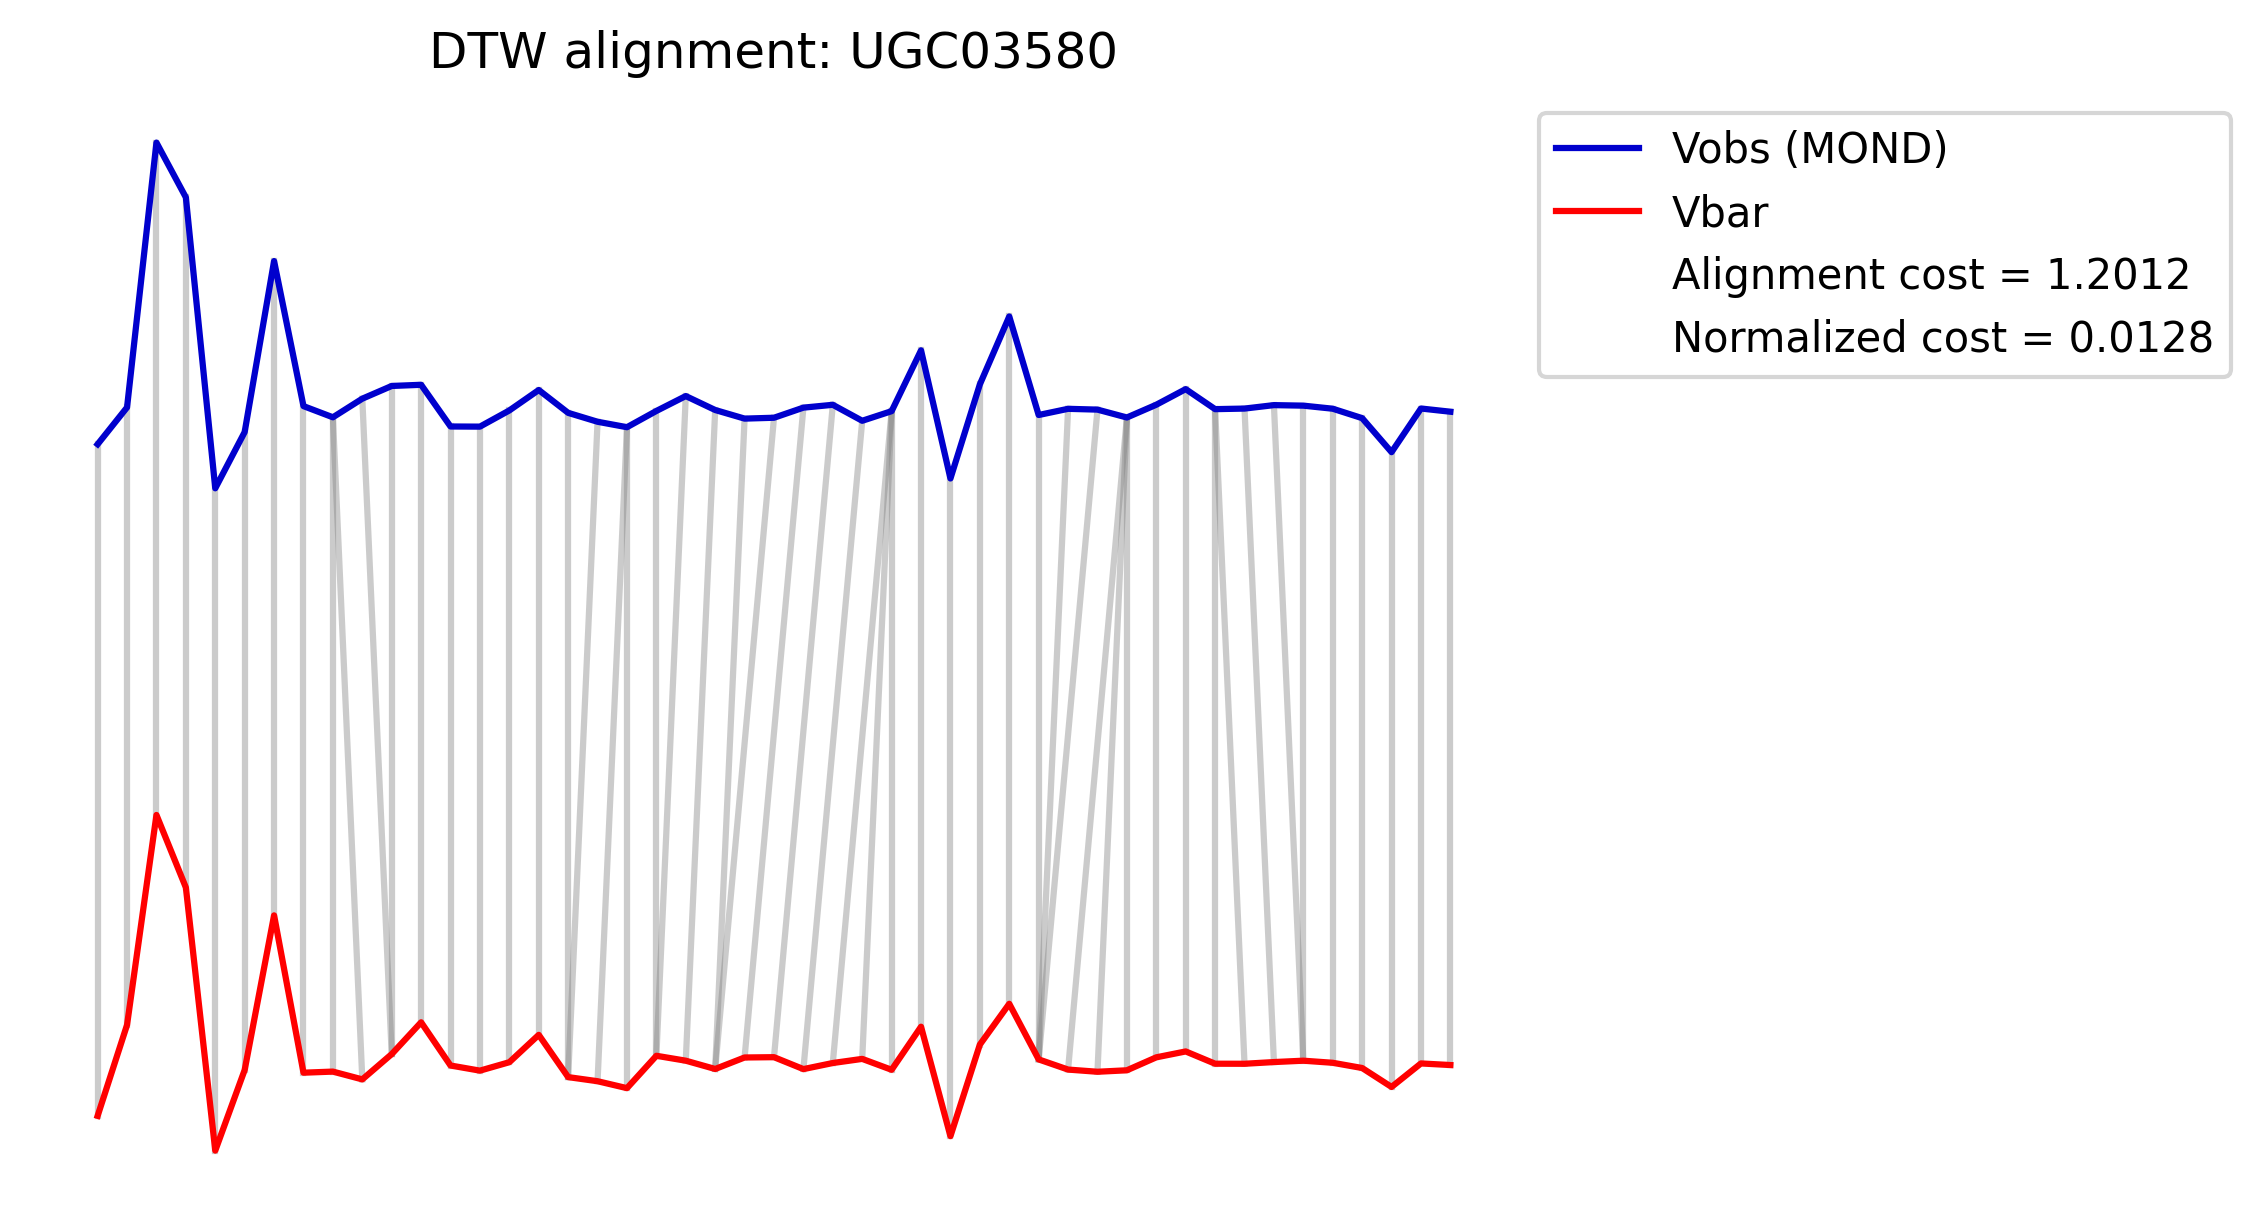 DTW alignment: UGC03580
Vobs (MOND)
Vbar
Alignment cost = 1.2012
Normalized cost = 0.0128